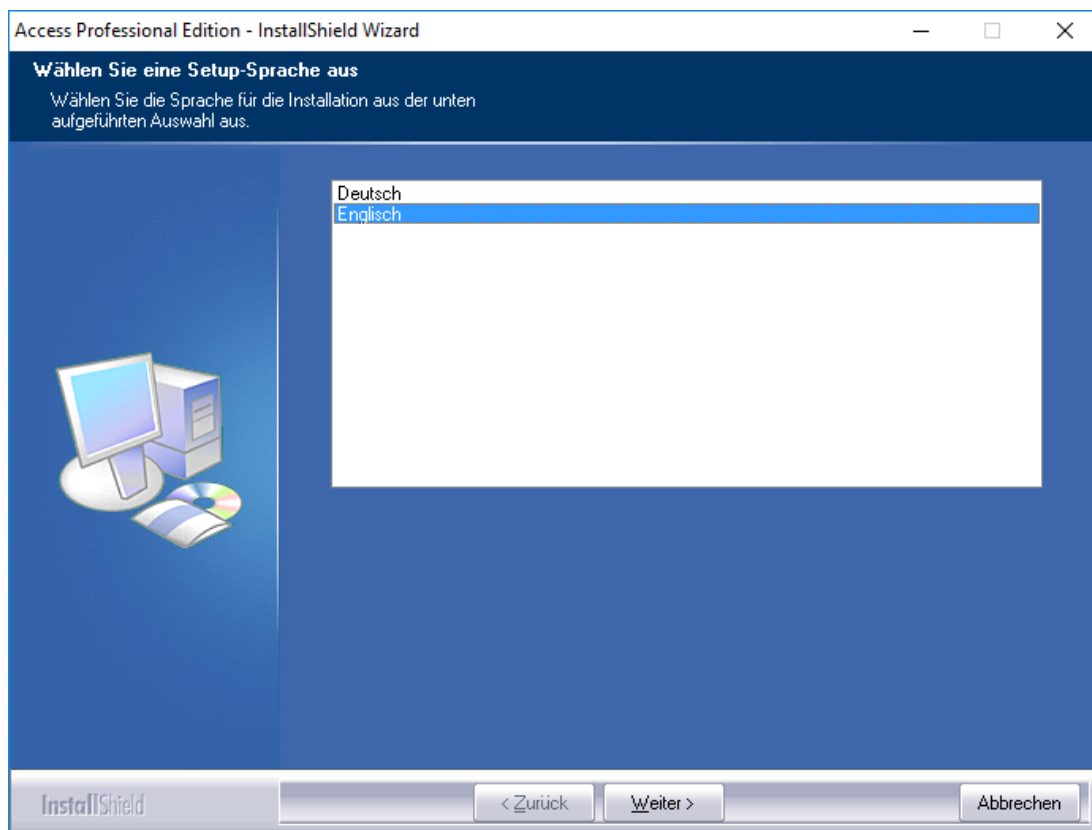 Access Professional Edition - InstallShield Wizard
Wählen Sie eine Setup-Sprache aus
Wählen Sie die Sprache für die Installation aus der unten
aufgeführten Auswahl aus.
Deutsch
Englisch
InstallShield
< Zurück
Weiter >
Abbrechen